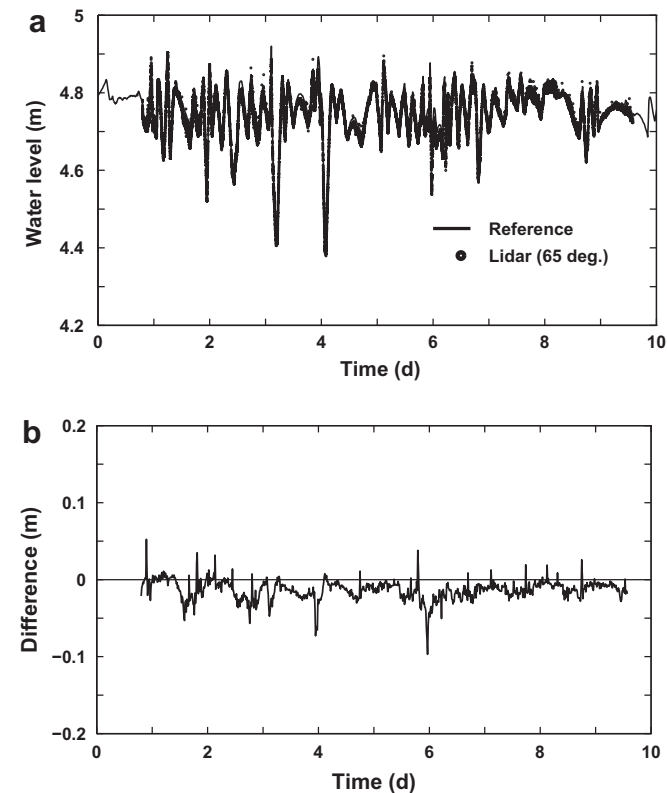 a
5
4.8
4.6
4.4
4.2
Water level (m)
Reference
Lidar (65 deg.)
0 2 4 6 8 10
Time (d)
b
0.2
0.1
0
−0.1
−0.2
Difference (m)
0 2 4 6 8 10
Time (d)